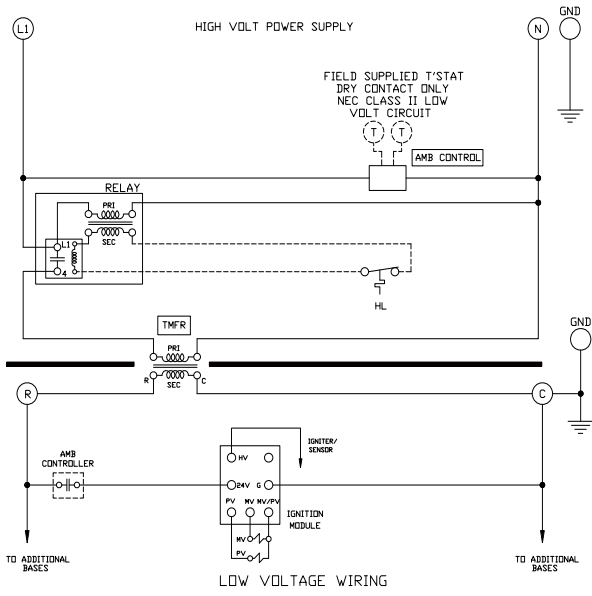 L1
HIGH VOLT POWER SUPPLY
N
GND
FIELD SUPPLIED T'STAT
DRY CONTACT ONLY
NEC CLASS II LOW
VOLT CIRCUIT
T
T
AMB CONTROL
RELAY
PRI
SEC
L1
4
HL
TMFR
PRI
R
SEC
C
GND
R
C
AMB
CONTROLLER
HV
IGNITER/
SENSOR
24V
G
PV
MV
MV/PV
IGNITION
MODULE
MV
PV
TO ADDITIONAL
BASES
TO ADDITIONAL
BASES
LOW VOLTAGE WIRING